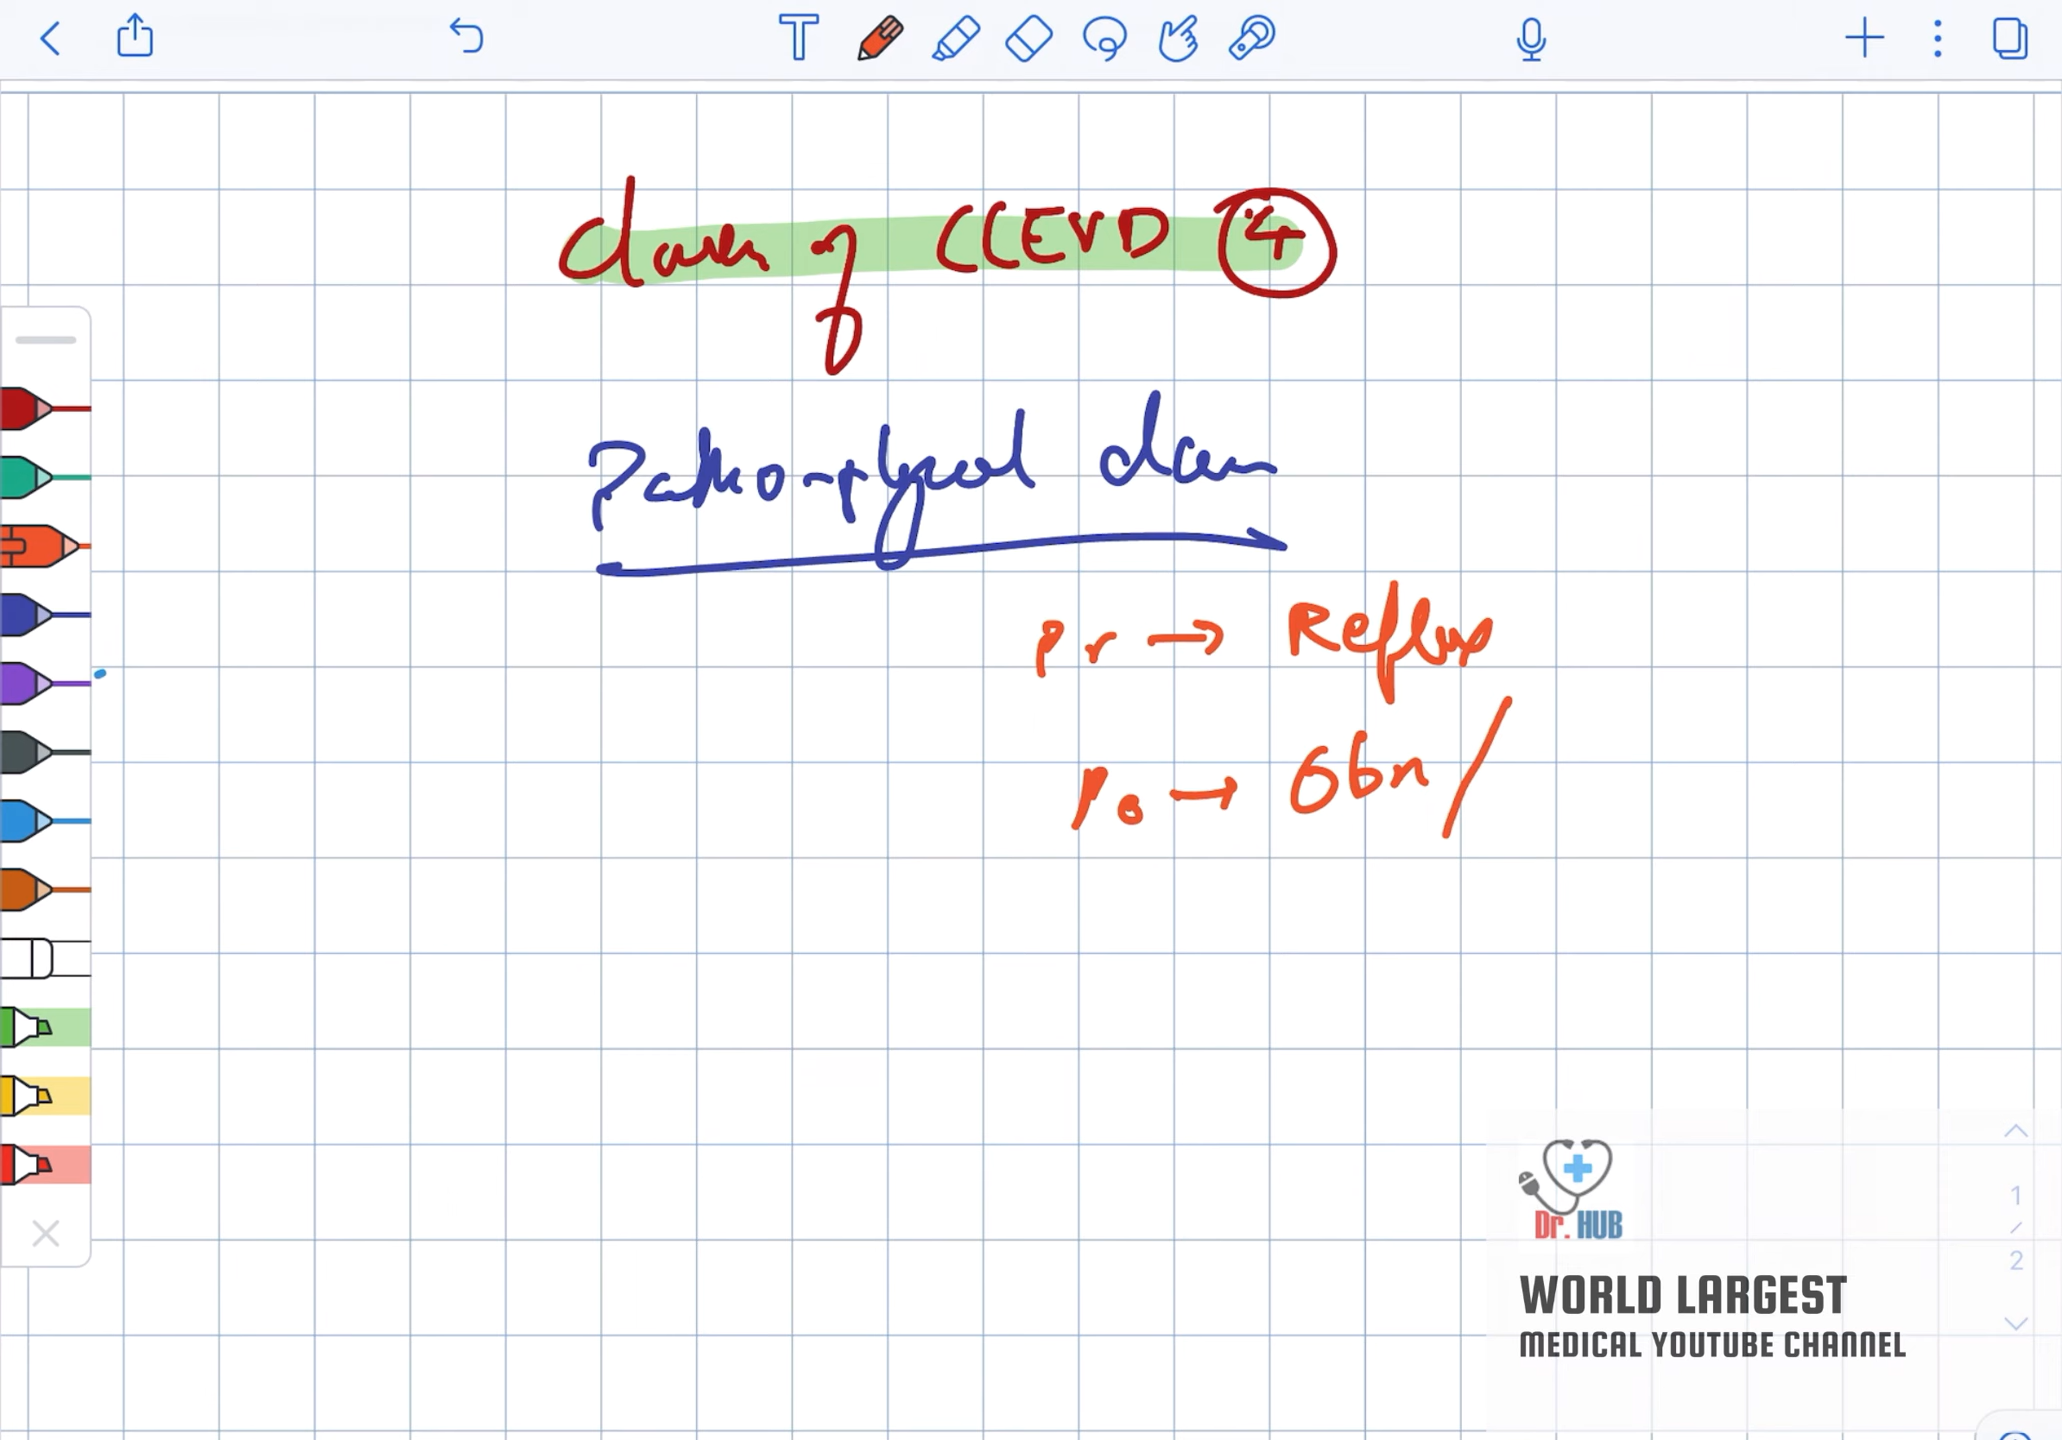 class of CCEVD 4
Patho-physiol class
Pr → Reflux
Po → Obn /
1
/
2
Dr. HUB
WORLD LARGEST
MEDICAL YOUTUBE CHANNEL